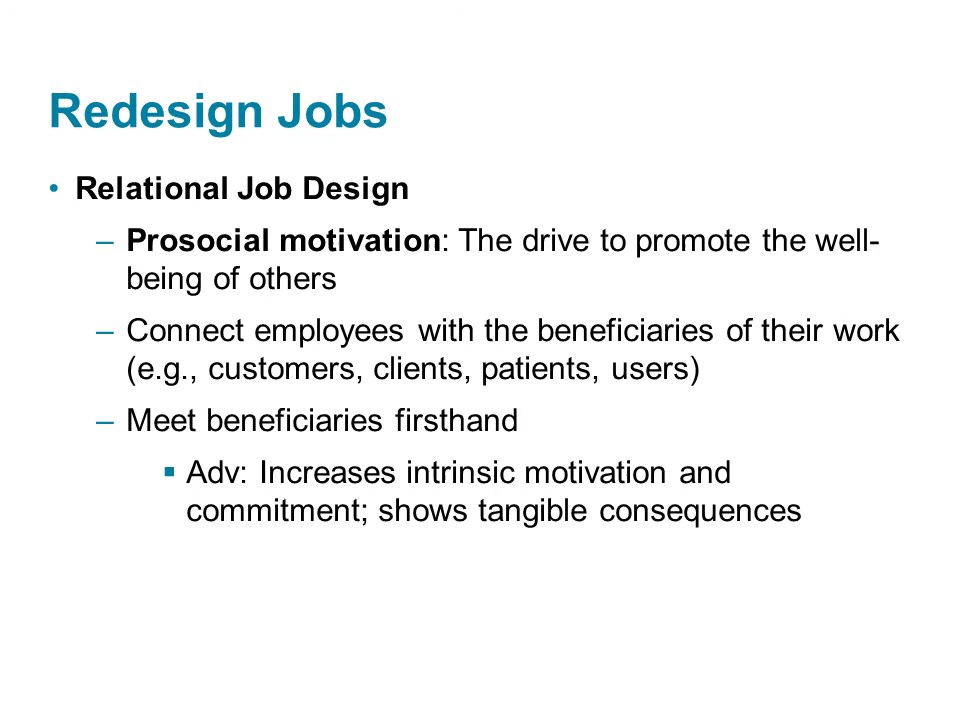 Redesign Jobs
• Relational Job Design
– Prosocial motivation: The drive to promote the well-
being of others
– Connect employees with the beneficiaries of their work
(e.g., customers, clients, patients, users)
– Meet beneficiaries firsthand
▪ Adv: Increases intrinsic motivation and
commitment; shows tangible consequences